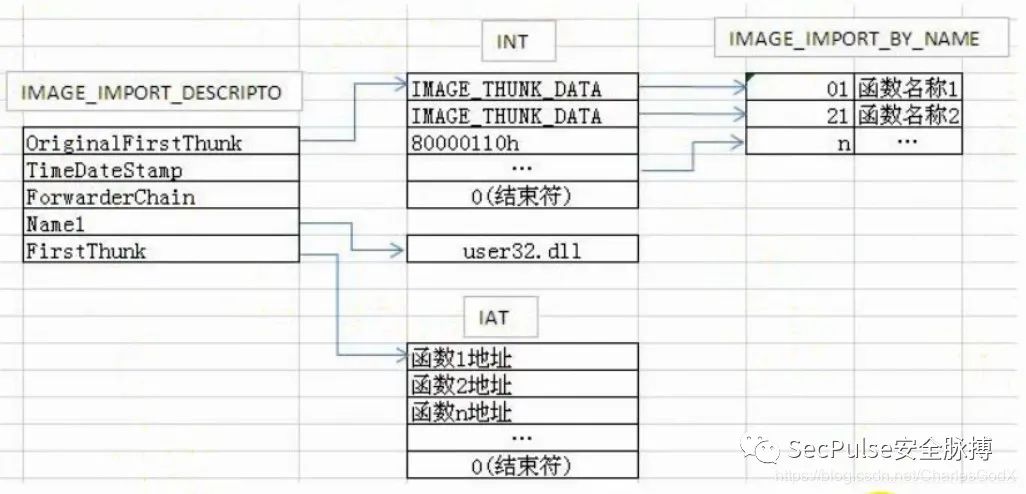 INT
IMAGE_IMPORT_BY_NAME
IMAGE_IMPORT_DESCRIPTO
IMAGE_THUNK_DATA
IMAGE_THUNK_DATA
80000110h
…
0(结束符)
01 函数名称1
21 函数名称2
n …
OriginalFirstThunk
TimeDateStamp
ForwarderChain
Name1
FirstThunk
user32.dll
IAT
函数1地址
函数2地址
函数n地址
…
0(结束符)
SecPulse安全脉搏
https://blog.csdn.net/CharlesGodX